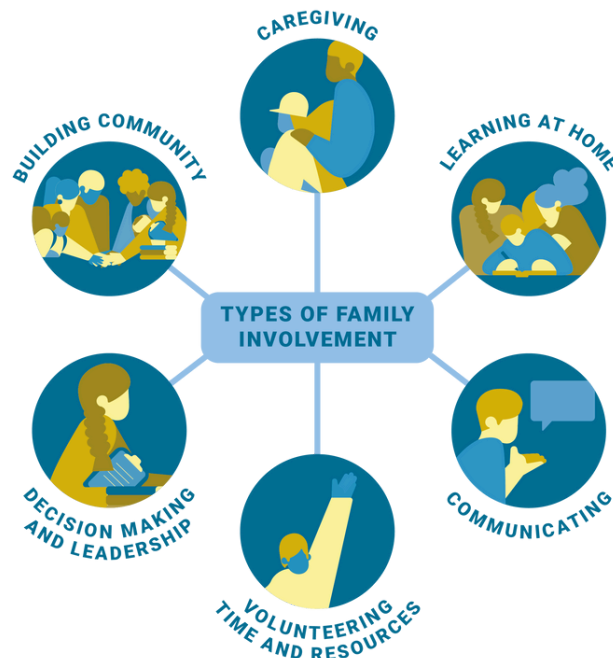 CAREGIVING
BUILDING COMMUNITY
LEARNING AT HOME
TYPES OF FAMILY
INVOLVEMENT
DECISION MAKING
AND LEADERSHIP
COMMUNICATING
VOLUNTEERING
TIME AND RESOURCES